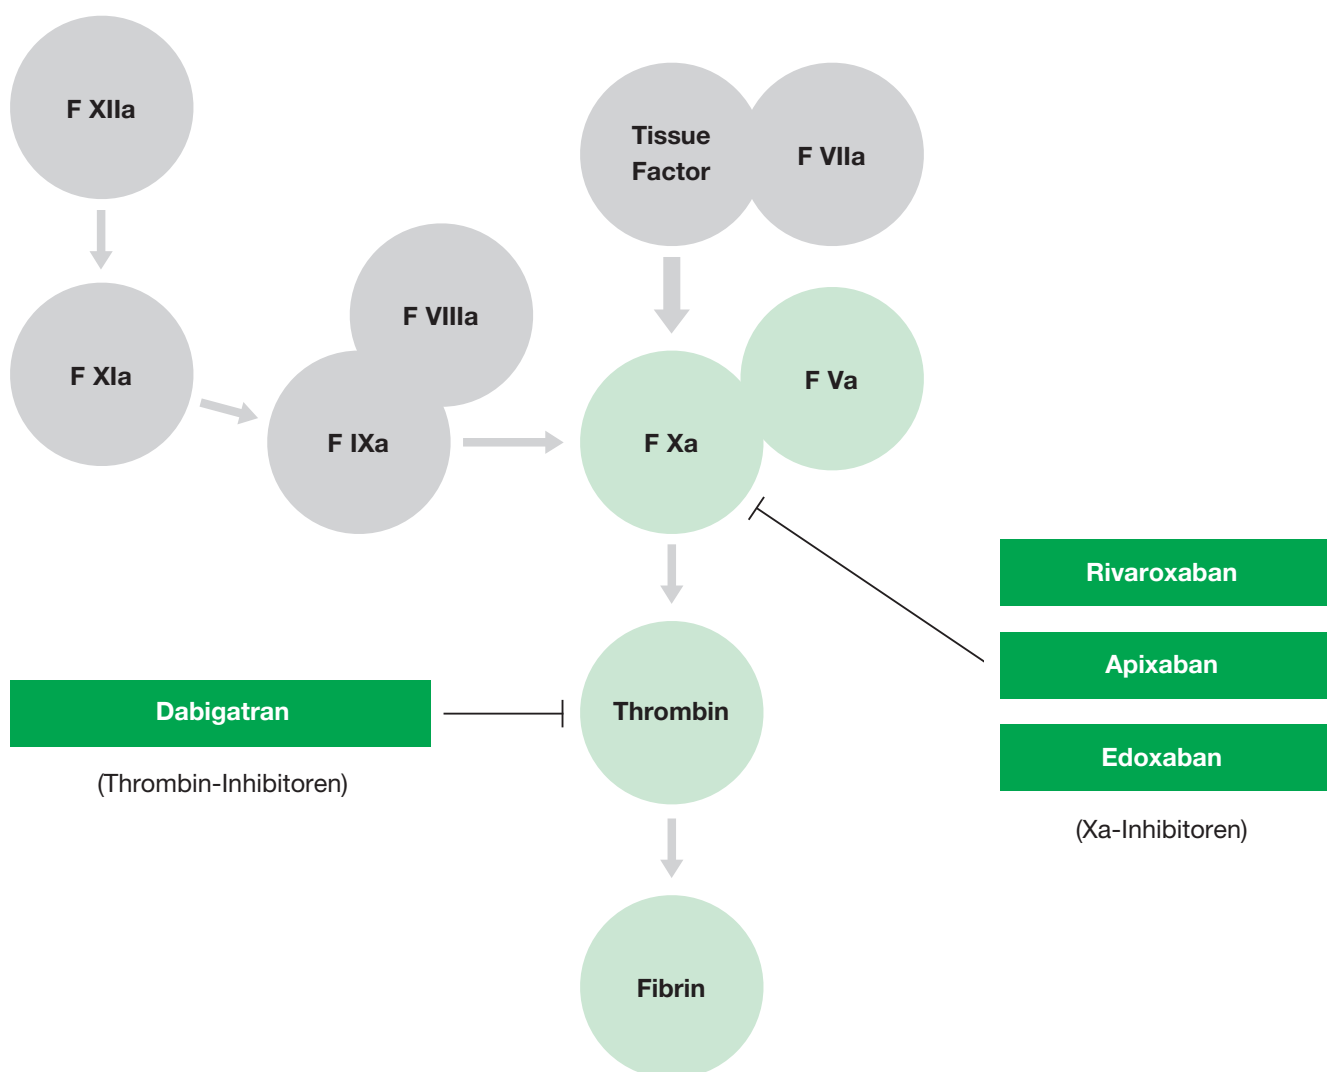 F XIIa
Tissue
Factor
F VIIa
F VIIIa
F XIa
F Va
F IXa
F Xa
Rivaroxaban
Apixaban
Dabigatran
Thrombin
Edoxaban
(Thrombin-Inhibitoren)
(Xa-Inhibitoren)
Fibrin